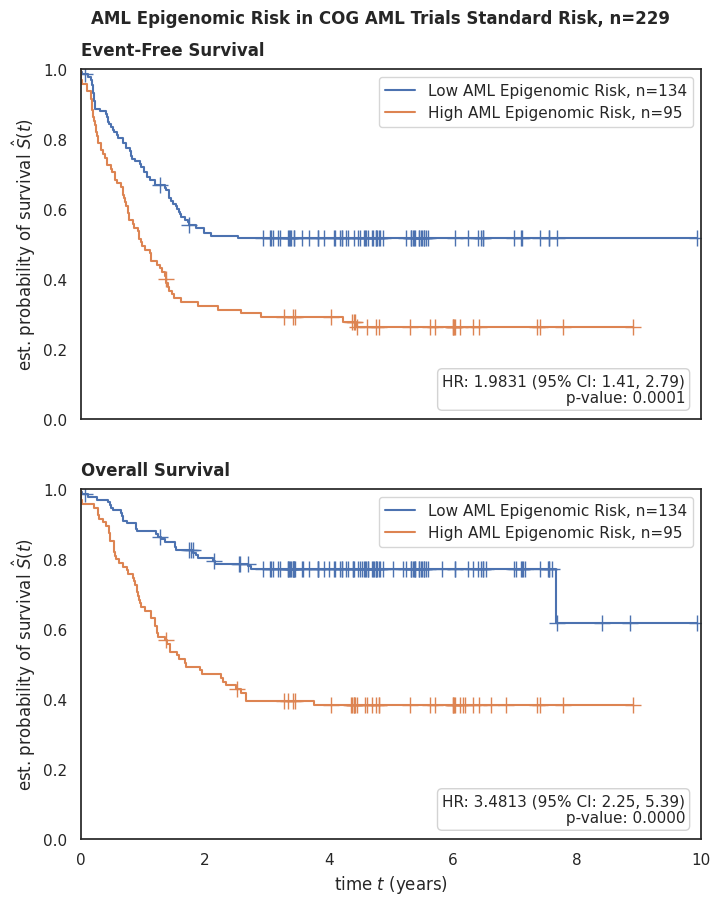 AML Epigenomic Risk in COG AML Trials Standard Risk, n=229
Event-Free Survival
1.0
0.8
0.6
0.4
0.2
0.0
est. probability of survival Ŝ(t)
Low AML Epigenomic Risk, n=134
High AML Epigenomic Risk, n=95
HR: 1.9831 (95% CI: 1.41, 2.79)
p-value: 0.0001
Overall Survival
1.0
0.8
0.6
0.4
0.2
0.0
est. probability of survival Ŝ(t)
Low AML Epigenomic Risk, n=134
High AML Epigenomic Risk, n=95
HR: 3.4813 (95% CI: 2.25, 5.39)
p-value: 0.0000
0 2 4 6 8 10
time t (years)